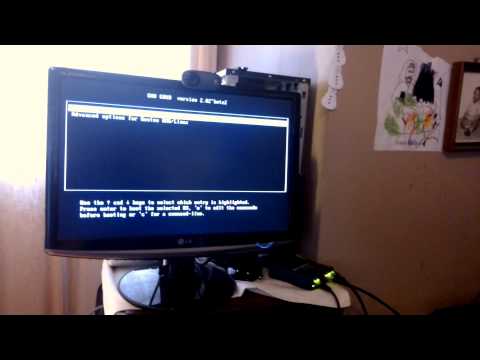 GNU GRUB version 2.02~beta2
Advanced options for Devuan GNU/Linux
Use the ↑ and ↓ keys to select which entry is highlighted.
Press enter to boot the selected OS, 'e' to edit the commands
before booting or 'c' for a command-line.
LG